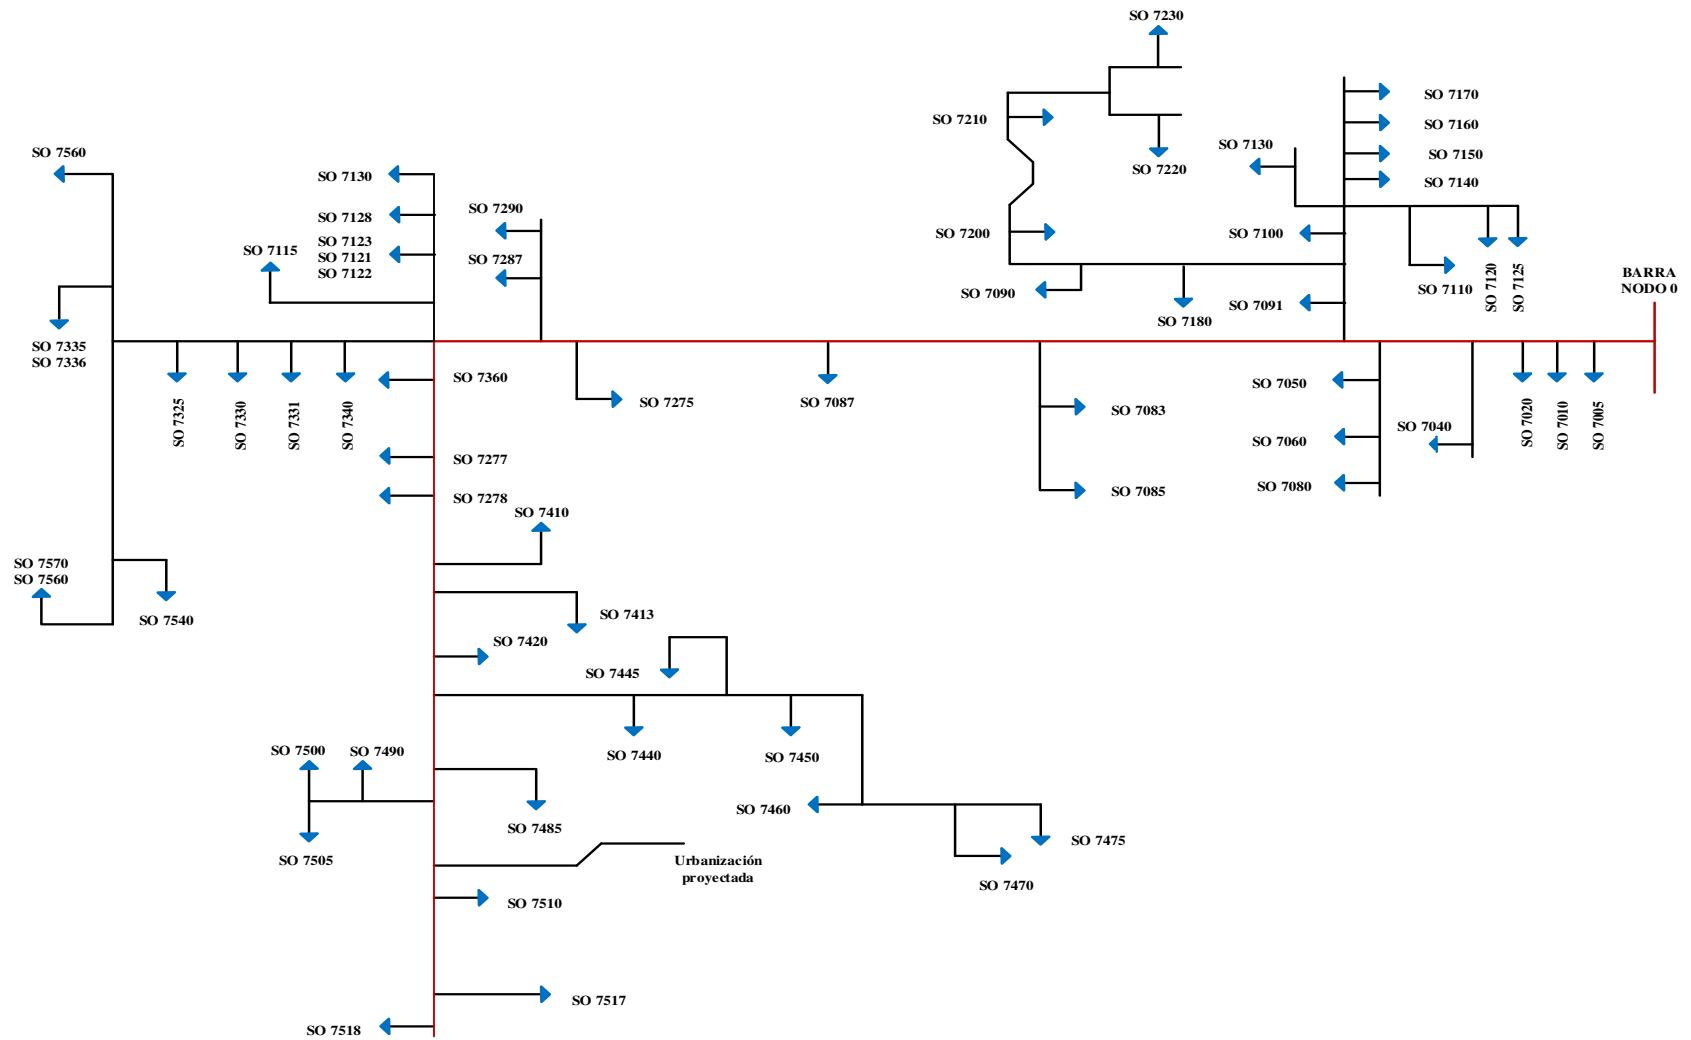 SO 7230
SO 7170
SO 7210
SO 7160
SO 7130
SO 7150
SO 7560
SO 7220
SO 7130
SO 7140
SO 7290
SO 7128
SO 7200
SO 7100
SO 7123
SO 7115
SO 7121
SO 7287
SO 7122
BARRA
NODO 0
SO 7090
SO 7110
SO 7120
SO 7125
SO 7180
SO 7091
SO 7335
SO 7336
SO 7360
SO 7050
SO 7275
SO 7087
SO 7083
SO 7325
SO 7330
SO 7331
SO 7340
SO 7040
SO 7020
SO 7010
SO 7005
SO 7060
SO 7277
SO 7080
SO 7085
SO 7278
SO 7410
SO 7570
SO 7560
SO 7540
SO 7413
SO 7420
SO 7445
SO 7500
SO 7490
SO 7440
SO 7450
SO 7460
SO 7485
SO 7475
SO 7505
Urbanización
proyectada
SO 7470
SO 7510
SO 7517
SO 7518